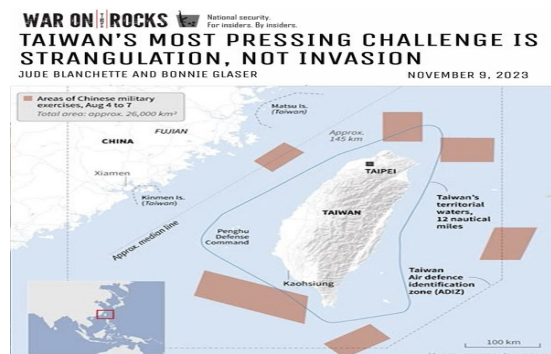 WAR ON THE ROCKS
National security.
For insiders. By insiders.
TAIWAN'S MOST PRESSING CHALLENGE IS
STRANGULATION, NOT INVASION
JUDE BLANCHETTE AND BONNIE GLASER
NOVEMBER 9, 2023
Areas of Chinese military
exercises, Aug 4 to 7
Total area: approx. 26,000 km²
Matsu Is.
(Taiwan)
FUJIAN
CHINA
Approx.
145 km
Xiamen
TAIPEI
Kinmen Is.
(Taiwan)
Approx. median line
TAIWAN
Taiwan's
territorial
waters,
12 nautical
miles
Penghu
Defense
Command
Kaohsiung
Taiwan
Air defence
identification
zone (ADIZ)
100 km